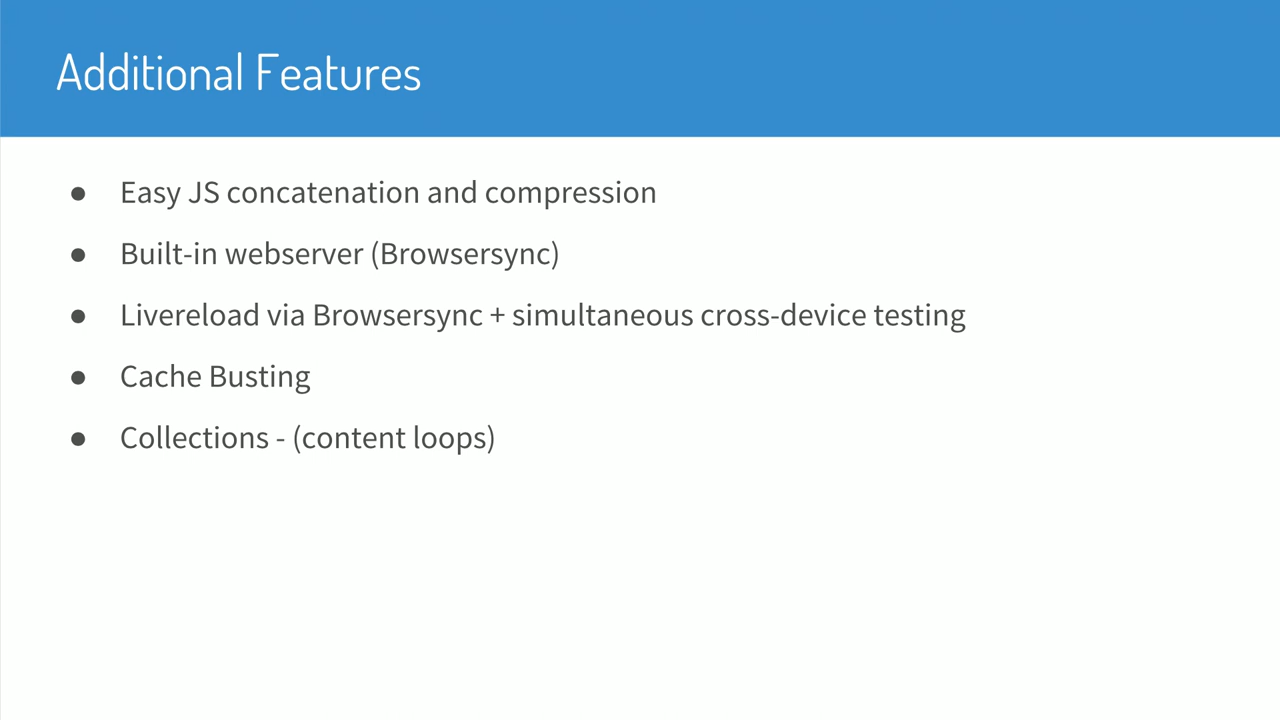 Additional Features
● Easy JS concatenation and compression
● Built-in webserver (Browsersync)
● Livereload via Browsersync + simultaneous cross-device testing
● Cache Busting
● Collections - (content loops)